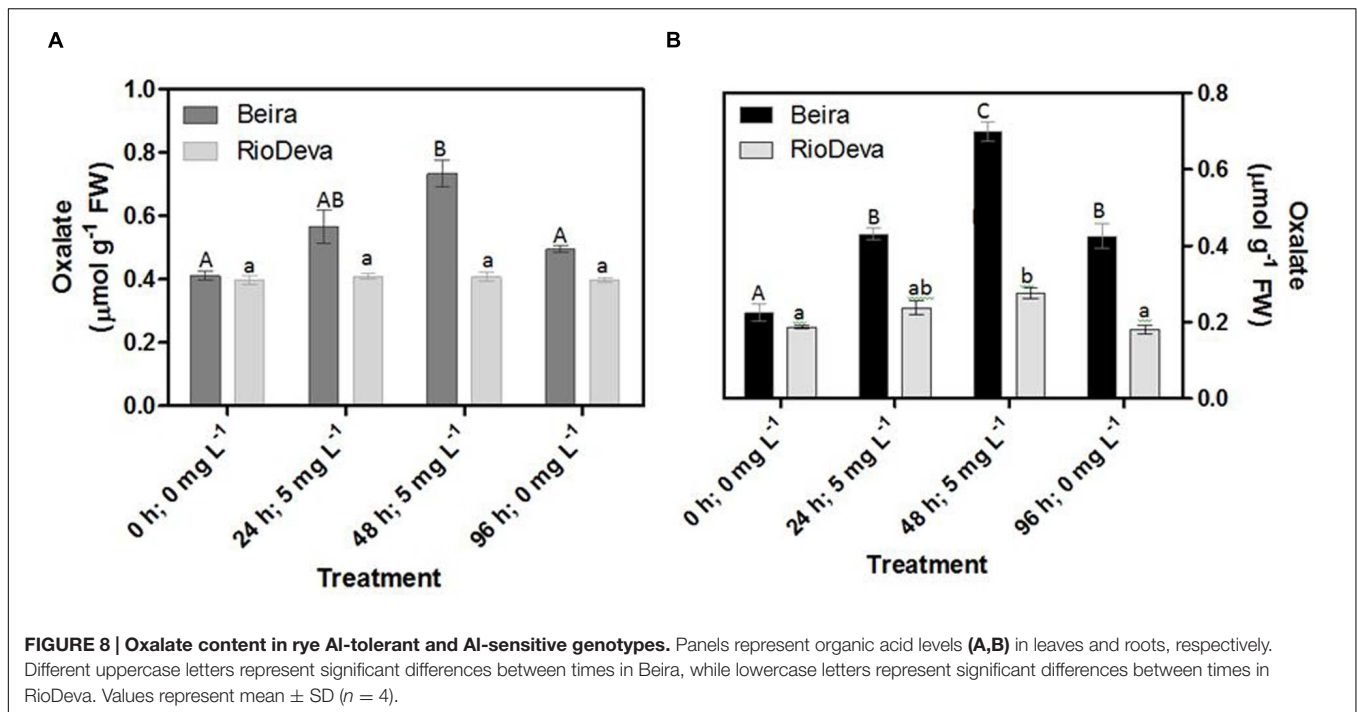 A
B
1.0
0.8
0.6
0.4
0.2
0.0
Oxalate
(μmol g⁻¹ FW)
Beira
RioDeva
A
a
AB
a
B
a
A
a
0 h; 0 mg L⁻¹
24 h; 5 mg L⁻¹
48 h; 5 mg L⁻¹
96 h; 0 mg L⁻¹
Treatment
Beira
RioDeva
A
a
B
ab
C
b
B
a
0.8
0.6
0.4
0.2
0.0
Oxalate
(μmol g⁻¹ FW)
0 h; 0 mg L⁻¹
24 h; 5 mg L⁻¹
48 h; 5 mg L⁻¹
96 h; 0 mg L⁻¹
Treatment
FIGURE 8 | Oxalate content in rye Al-tolerant and Al-sensitive genotypes. Panels represent organic acid levels (A,B) in leaves and roots, respectively.
Different uppercase letters represent significant differences between times in Beira, while lowercase letters represent significant differences between times in
RioDeva. Values represent mean ± SD (n = 4).